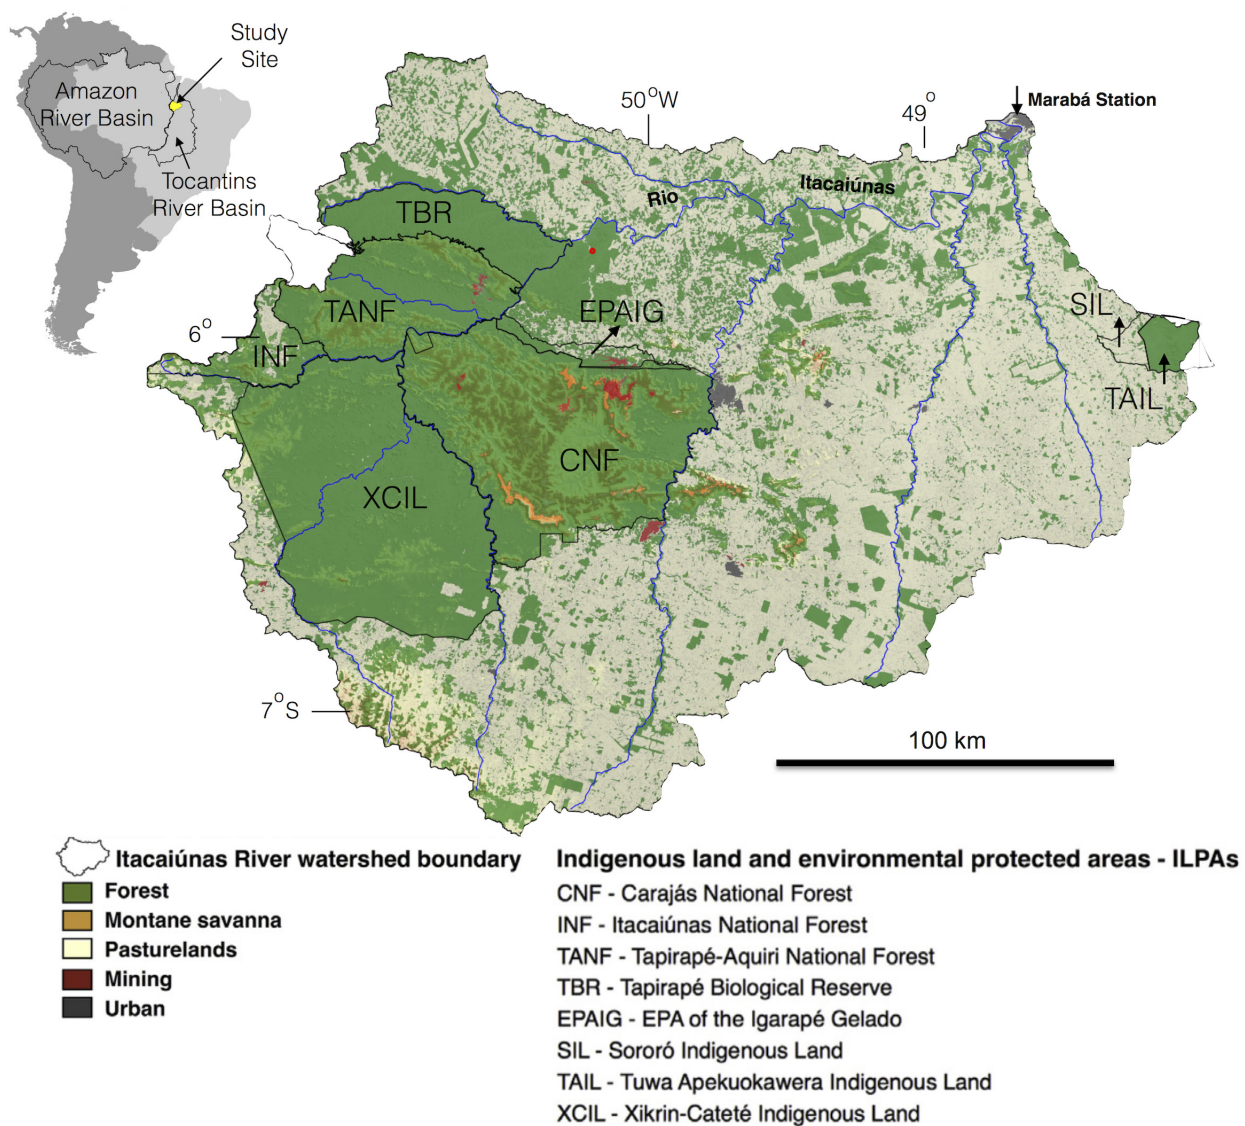 Study
Site
Amazon
River Basin
Tocantins
River Basin
50°W
49°
Marabá Station
Rio
Itacaiúnas
TBR
TANF
EPAIG
6°
INF
SIL
TAIL
CNF
XCIL
7°S
100 km
Itacaiúnas River watershed boundary
Forest
Montane savanna
Pasturelands
Mining
Urban
Indigenous land and environmental protected areas - ILPAs
CNF - Carajás National Forest
INF - Itacaiúnas National Forest
TANF - Tapirapé-Aquiri National Forest
TBR - Tapirapé Biological Reserve
EPAIG - EPA of the Igarapé Gelado
SIL - Sororó Indigenous Land
TAIL - Tuwa Apekuokawera Indigenous Land
XCIL - Xikrin-Cateté Indigenous Land